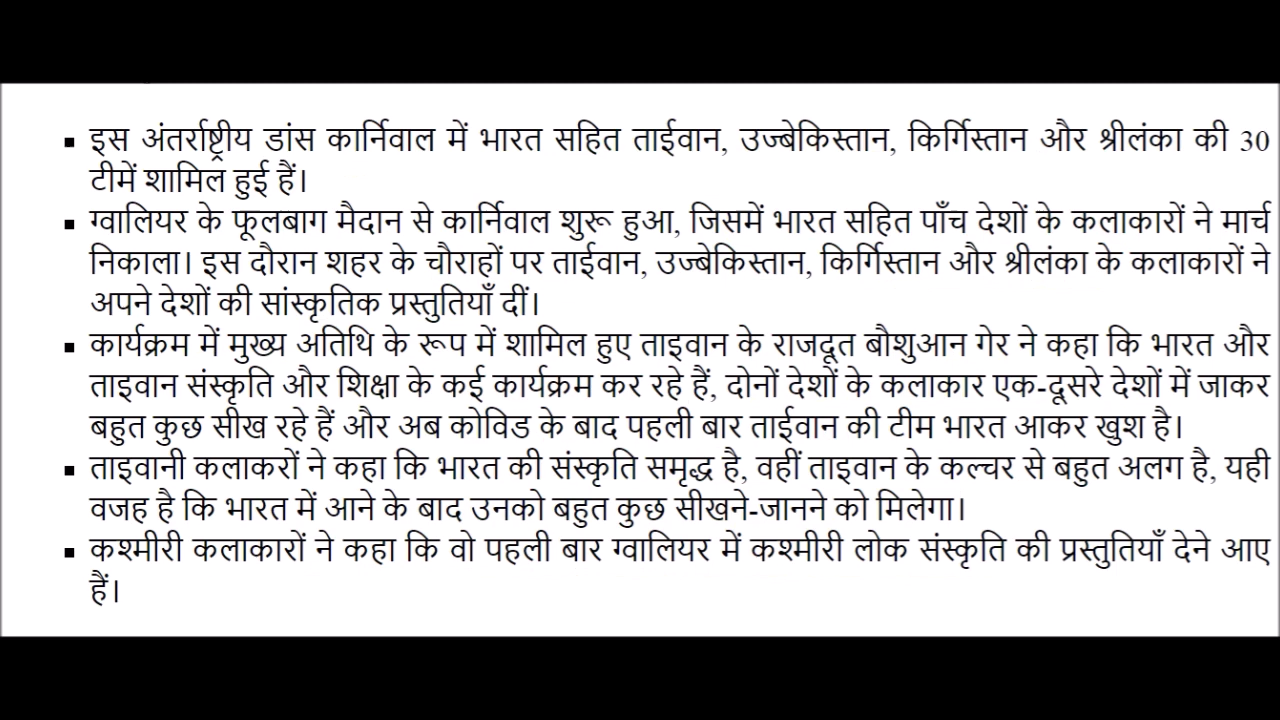 ▪ इस अंतर्राष्ट्रीय डांस कार्निवाल में भारत सहित ताईवान, उज्बेकिस्तान, किर्गिस्तान और श्रीलंका की 30
टीमें शामिल हुई हैं।
▪ ग्वालियर के फूलबाग मैदान से कार्निवाल शुरू हुआ, जिसमें भारत सहित पाँच देशों के कलाकारों ने मार्च
निकाला। इस दौरान शहर के चौराहों पर ताईवान, उज्बेकिस्तान, किर्गिस्तान और श्रीलंका के कलाकारों ने
अपने देशों की सांस्कृतिक प्रस्तुतियाँ दीं।
▪ कार्यक्रम में मुख्य अतिथि के रूप में शामिल हुए ताइवान के राजदूत बौशुआन गेर ने कहा कि भारत और
ताइवान संस्कृति और शिक्षा के कई कार्यक्रम कर रहे हैं, दोनों देशों के कलाकार एक-दूसरे देशों में जाकर
बहुत कुछ सीख रहे हैं और अब कोविड के बाद पहली बार ताईवान की टीम भारत आकर खुश है।
▪ ताइवानी कलाकरों ने कहा कि भारत की संस्कृति समृद्ध है, वहीं ताइवान के कल्चर से बहुत अलग है, यही
वजह है कि भारत में आने के बाद उनको बहुत कुछ सीखने-जानने को मिलेगा।
▪ कश्मीरी कलाकारों ने कहा कि वो पहली बार ग्वालियर में कश्मीरी लोक संस्कृति की प्रस्तुतियाँ देने आए
हैं।